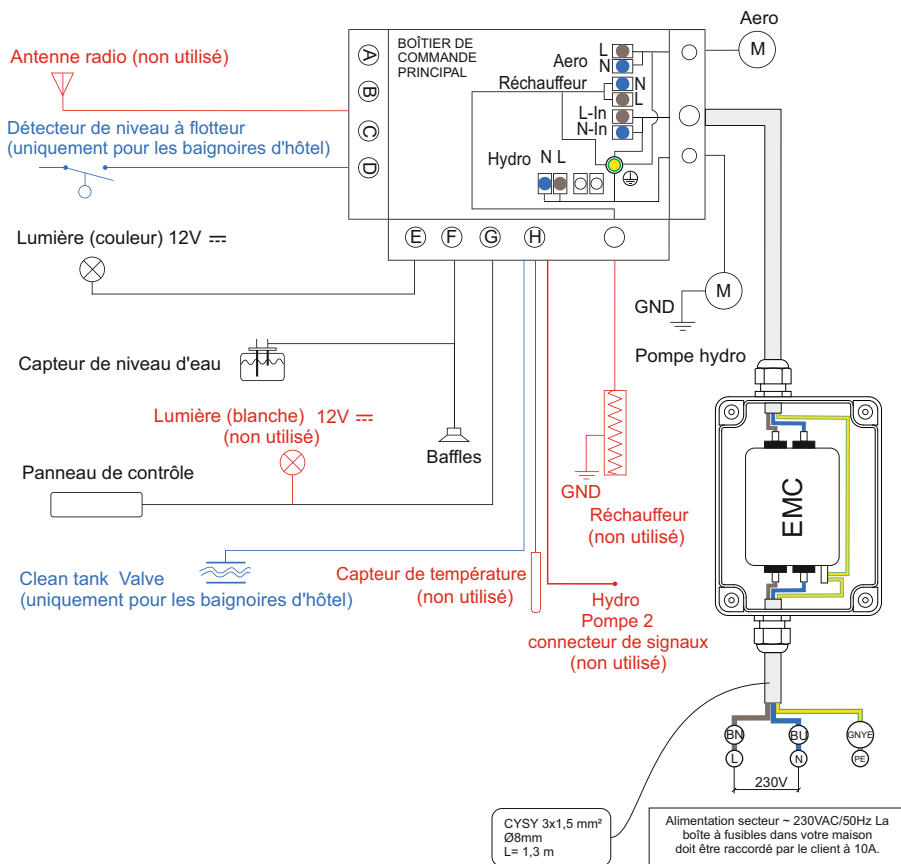 Aero
M
BOÎTIER DE
COMMANDE
PRINCIPAL
A
B
C
D
Aero
L
N
Réchauffeur
N
L
L-In
N-In
Hydro N L
Antenne radio (non utilisé)
Détecteur de niveau à flotteur
(uniquement pour les baignoires d'hôtel)
E
F
G
H
Lumière (couleur) 12V
M
GND
Pompe hydro
Capteur de niveau d'eau
Lumière (blanche) 12V
(non utilisé)
Baffles
Panneau de contrôle
GND
Réchauffeur
(non utilisé)
EMC
Clean tank Valve
(uniquement pour les baignoires d'hôtel)
Capteur de température
(non utilisé)
Hydro
Pompe 2
connecteur de signaux
(non utilisé)
BN
BU
GNYE
L
N
PE
230V
CYSY 3x1,5 mm²
Ø8mm
L= 1,3 m
Alimentation secteur ~ 230VAC/50Hz La
boîte à fusibles dans votre maison
doit être raccordé par le client à 10A.